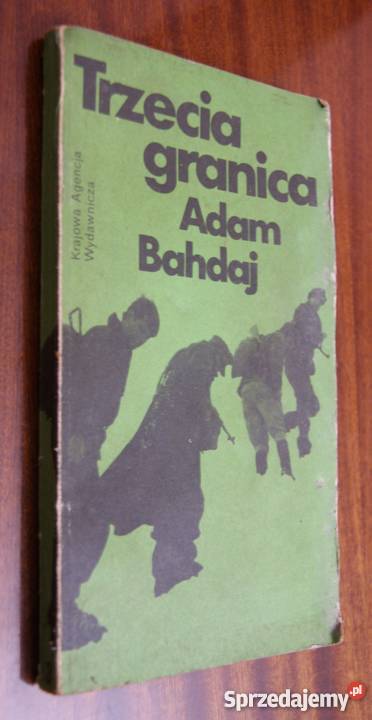 Trzecia
granica
Adam
Bahdaj
Krajowa Agencja
Wydawnicza
Sprzedajemy.pl